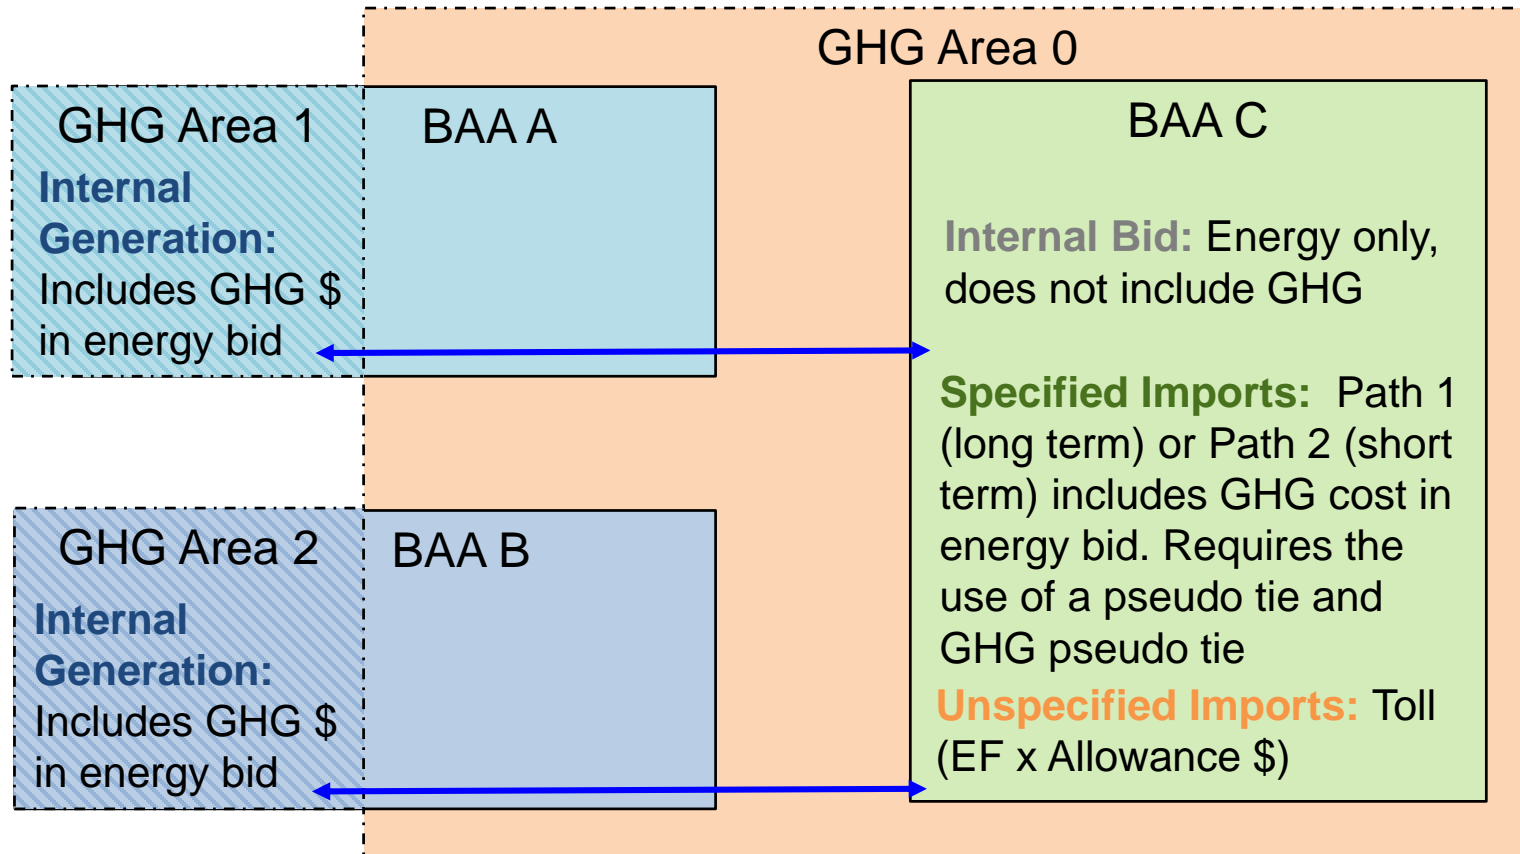 GHG Area 0
GHG Area 1
Internal
Generation:
Includes GHG $
in energy bid
BAA A
BAA C
Internal Bid: Energy only,
does not include GHG
Specified Imports: Path 1
(long term) or Path 2 (short
term) includes GHG cost in
energy bid. Requires the
use of a pseudo tie and
GHG pseudo tie
Unspecified Imports: Toll
(EF x Allowance $)
GHG Area 2
Internal
Generation:
Includes GHG $
in energy bid
BAA B